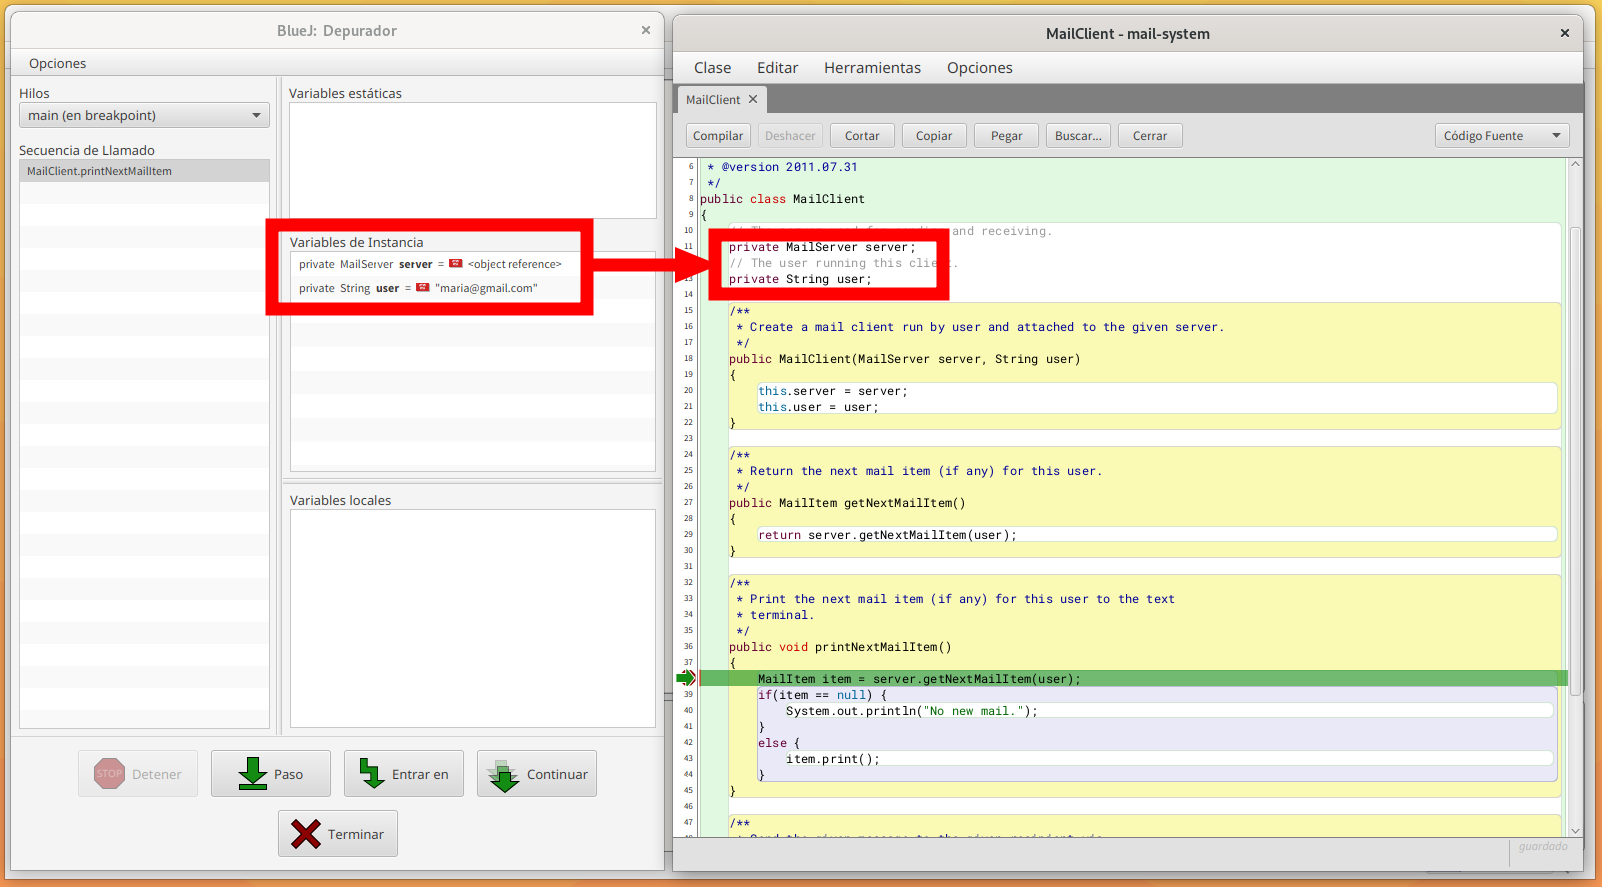 BlueJ: Depurador
Opciones
Hilos
main (en breakpoint)
Secuencia de Llamado
MailClient.printNextMailItem
Variables estáticas
Variables de Instancia
private MailServer server = <object reference>
private String user = "maria@gmail.com"
Variables locales
STOP Detener
Paso
Entrar en
Continuar
Terminar
MailClient - mail-system
Clase Editar Herramientas Opciones
MailClient
Compilar Deshacer Cortar Copiar Pegar Buscar... Cerrar Código Fuente
6 * @version 2011.07.31
7 */
8 public class MailClient
9 {
10 and receiving.
11 private MailServer server;
// The user running this
private String user;
14
15 /**
16 * Create a mail client run by user and attached to the given server.
17 */
18 public MailClient(MailServer server, String user)
19 {
20 this.server = server;
21 this.user = user;
22 }
23
24 /**
25 * Return the next mail item (if any) for this user.
26 */
27 public MailItem getNextMailItem()
28 {
29 return server.getNextMailItem(user);
30 }
31
32 /**
33 * Print the next mail item (if any) for this user to the text
34 * terminal.
35 */
36 public void printNextMailItem()
37 {
MailItem item = server.getNextMailItem(user);
39 if(item == null) {
40 System.out.println("No new mail.");
41 }
42 else {
43 item.print();
44 }
45 }
46
47 /**
guardado